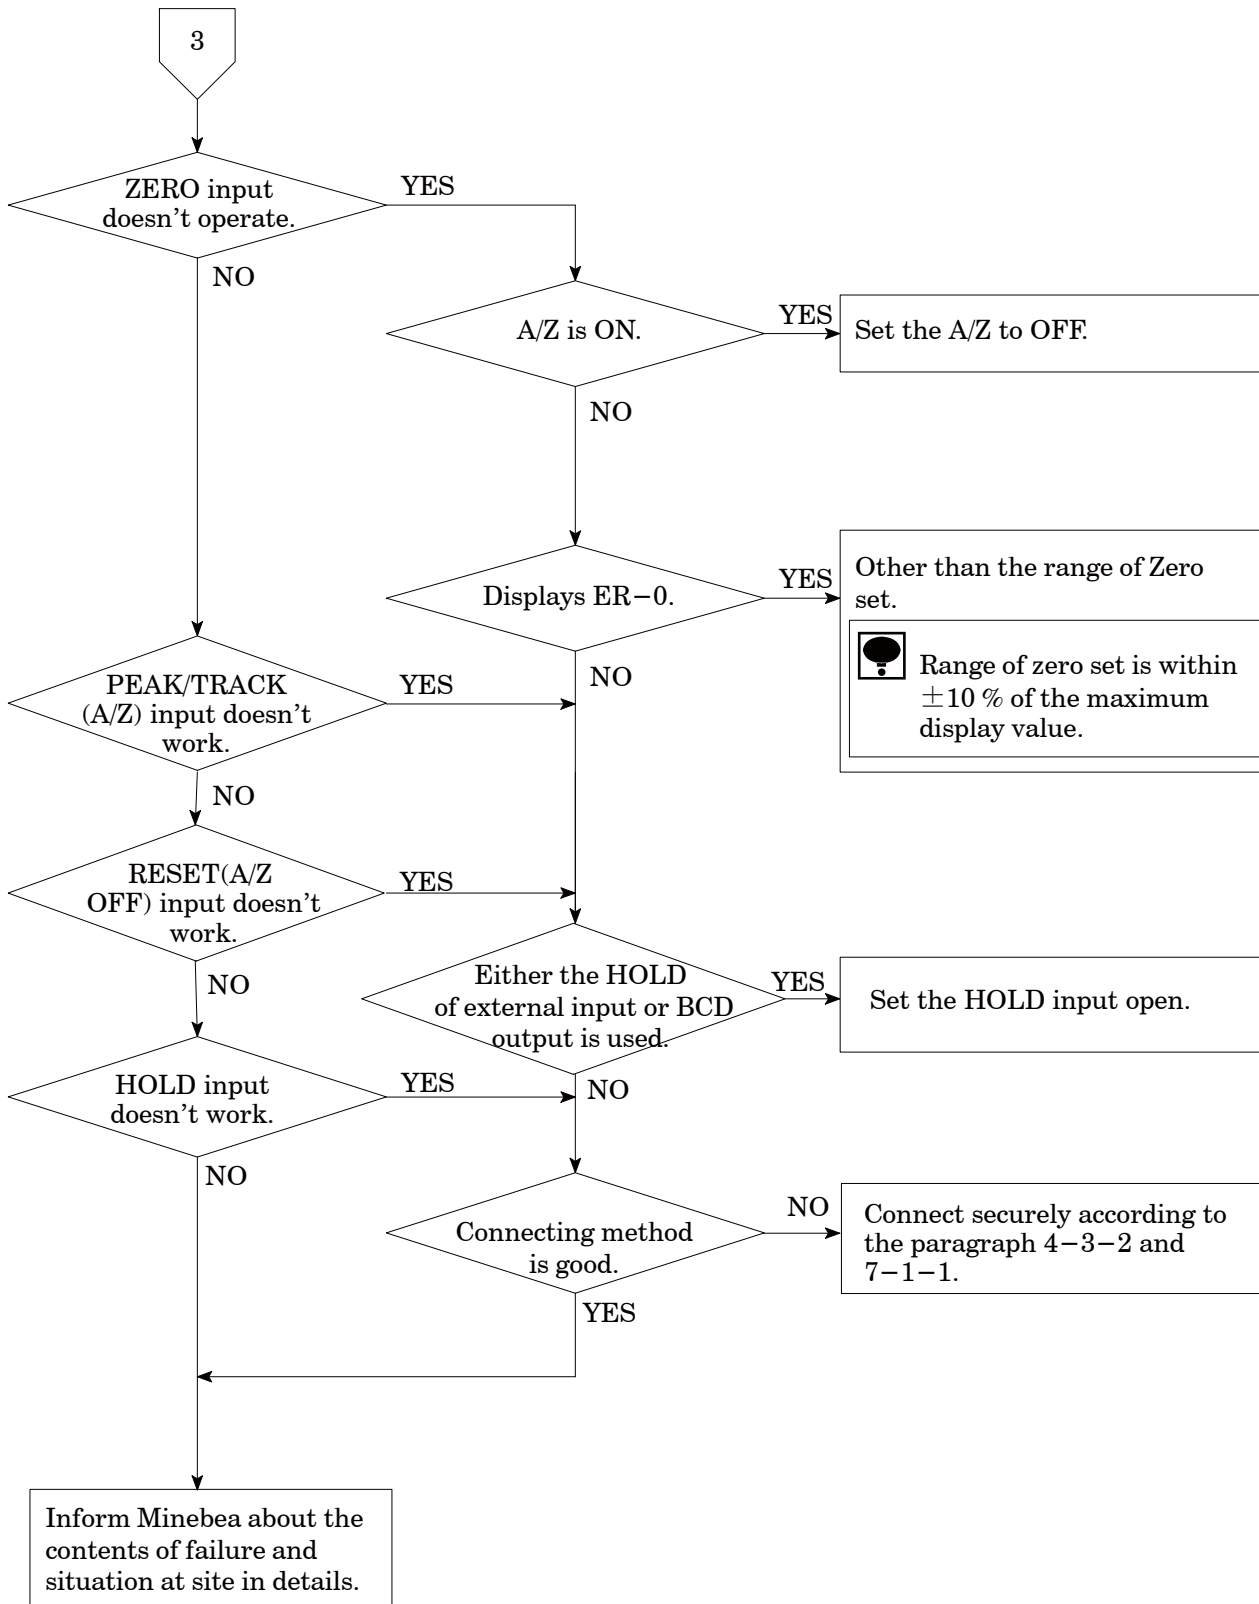 3
ZERO input
doesn't operate.
YES
NO
A/Z is ON.
YES
Set the A/Z to OFF.
NO
Displays ER−0.
YES
Other than the range of Zero
set.
Range of zero set is within
±10 % of the maximum
display value.
NO
PEAK/TRACK
(A/Z) input doesn't
work.
YES
NO
RESET(A/Z
OFF) input doesn't
work.
YES
NO
Either the HOLD
of external input or BCD
output is used.
YES
Set the HOLD input open.
NO
HOLD input
doesn't work.
YES
NO
Connecting method
is good.
NO
Connect securely according to
the paragraph 4−3−2 and
7−1−1.
YES
Inform Minebea about the
contents of failure and
situation at site in details.